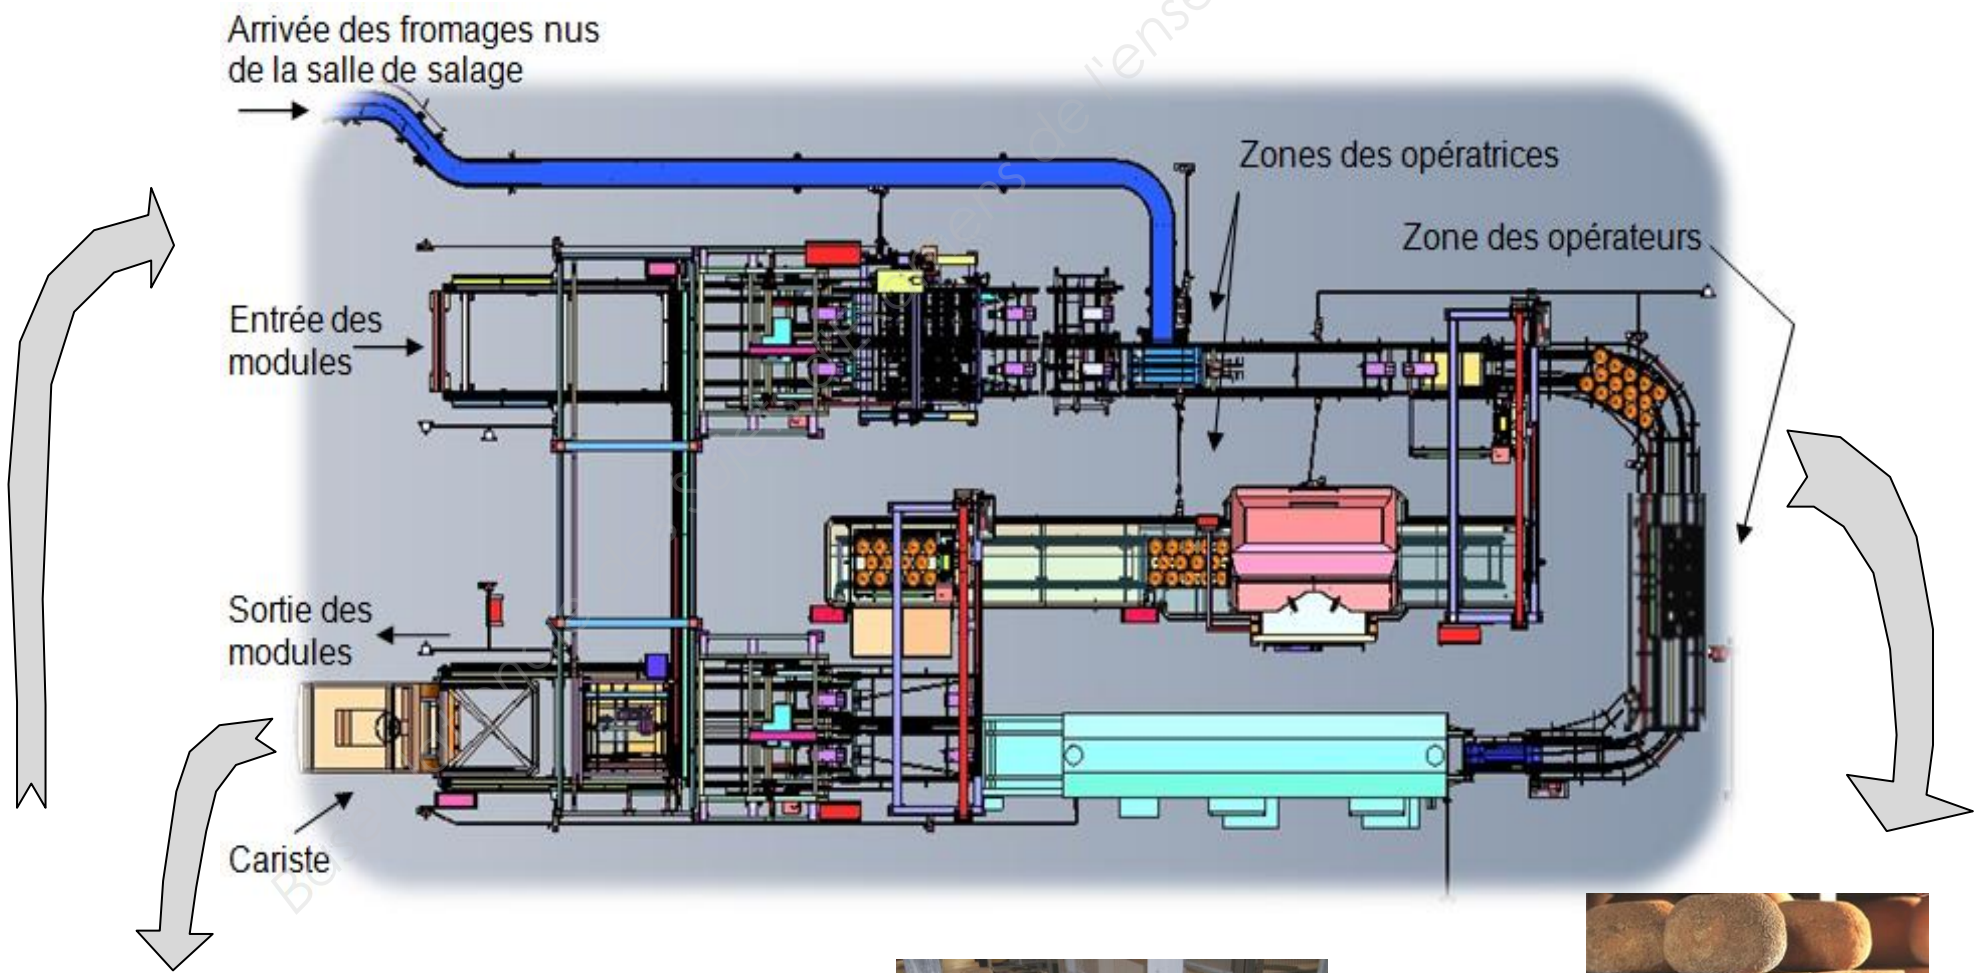 Arrivée des fromages nus
de la salle de salage
Zones des opératrices
Zone des opérateurs
Entrée des
modules
Sortie des
modules
Cariste